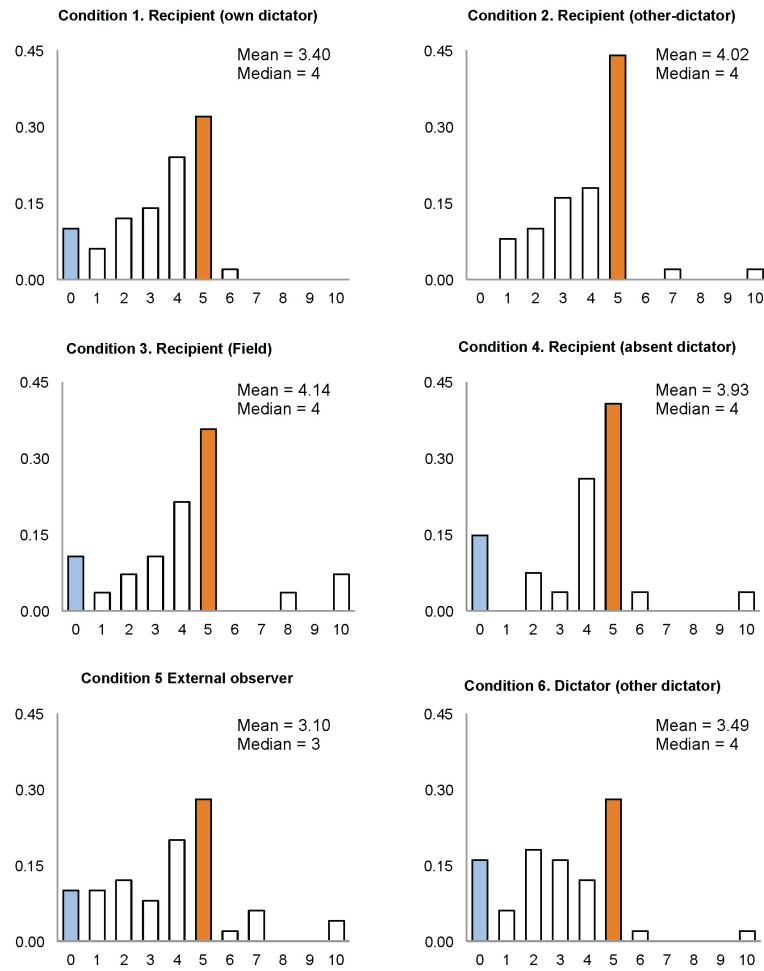 Condition 1. Recipient (own dictator)
Mean = 3.40
Median = 4
0.45
0.30
0.15
0.00
0 1 2 3 4 5 6 7 8 9 10
Condition 2. Recipient (other-dictator)
Mean = 4.02
Median = 4
0.45
0.30
0.15
0.00
0 1 2 3 4 5 6 7 8 9 10
Condition 3. Recipient (Field)
Mean = 4.14
Median = 4
0.45
0.30
0.15
0.00
0 1 2 3 4 5 6 7 8 9 10
Condition 4. Recipient (absent dictator)
Mean = 3.93
Median = 4
0.45
0.30
0.15
0.00
0 1 2 3 4 5 6 7 8 9 10
Condition 5 External observer
Mean = 3.10
Median = 3
0.45
0.30
0.15
0.00
0 1 2 3 4 5 6 7 8 9 10
Condition 6. Dictator (other dictator)
Mean = 3.49
Median = 4
0.45
0.30
0.15
0.00
0 1 2 3 4 5 6 7 8 9 10